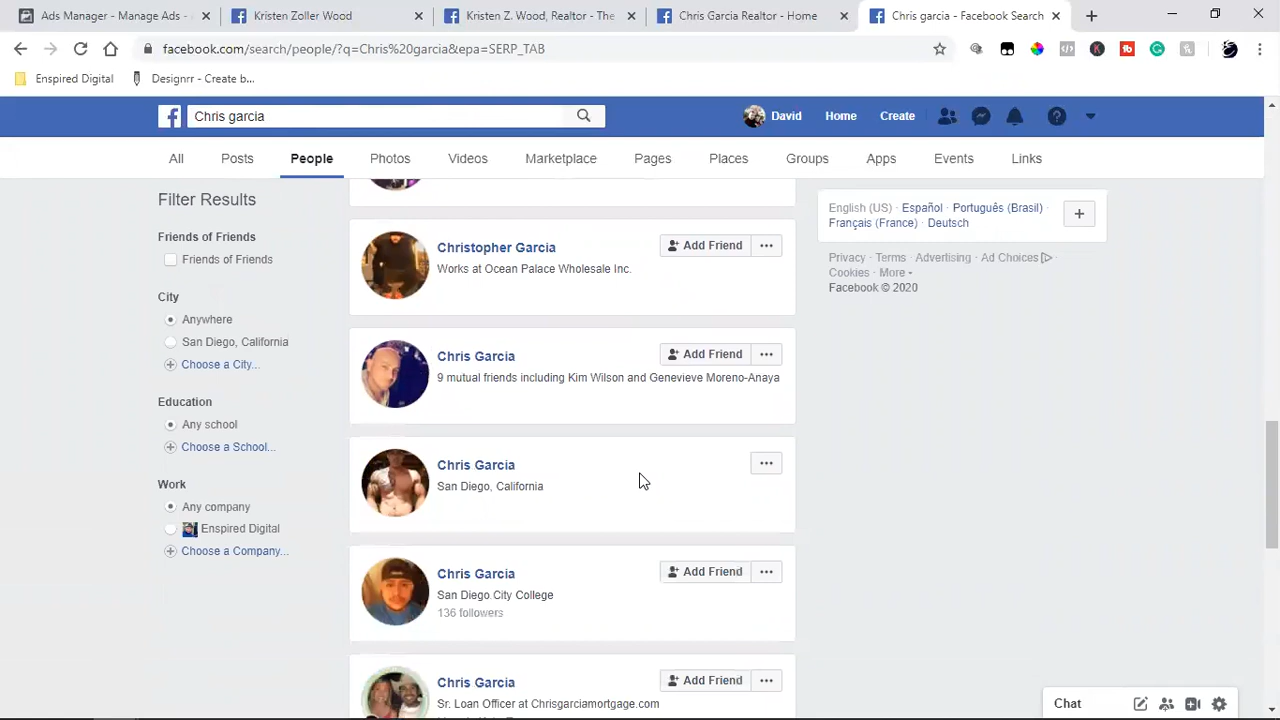 Ads Manager - Manage Ads -
Kristen Zoller Wood
Kristen Z. Wood, Realtor - The
Chris Garcia Realtor - Home
Chris garcia - Facebook Search
facebook.com/search/people/?q=Chris%20garcia&epa=SERP_TAB
Enspired Digital
Designrr - Create b...
Chris garcia
David
Home
Create
All
Posts
People
Photos
Videos
Marketplace
Pages
Places
Groups
Apps
Events
Links
Filter Results
Friends of Friends
Friends of Friends
City
Anywhere
San Diego, California
Choose a City...
Education
Any school
Choose a School...
Work
Any company
Enspired Digital
Choose a Company...
Christopher Garcia
Works at Ocean Palace Wholesale Inc.
Add Friend
Chris Garcia
9 mutual friends including Kim Wilson and Genevieve Moreno-Anaya
Add Friend
Chris Garcia
San Diego, California
Chris Garcia
San Diego City College
136 followers
Add Friend
Chris Garcia
Sr. Loan Officer at Chrisgarciamortgage.com
Add Friend
English (US) · Español · Português (Brasil) ·
Français (France) · Deutsch
Privacy · Terms · Advertising · Ad Choices ·
Cookies · More
Facebook © 2020
Chat